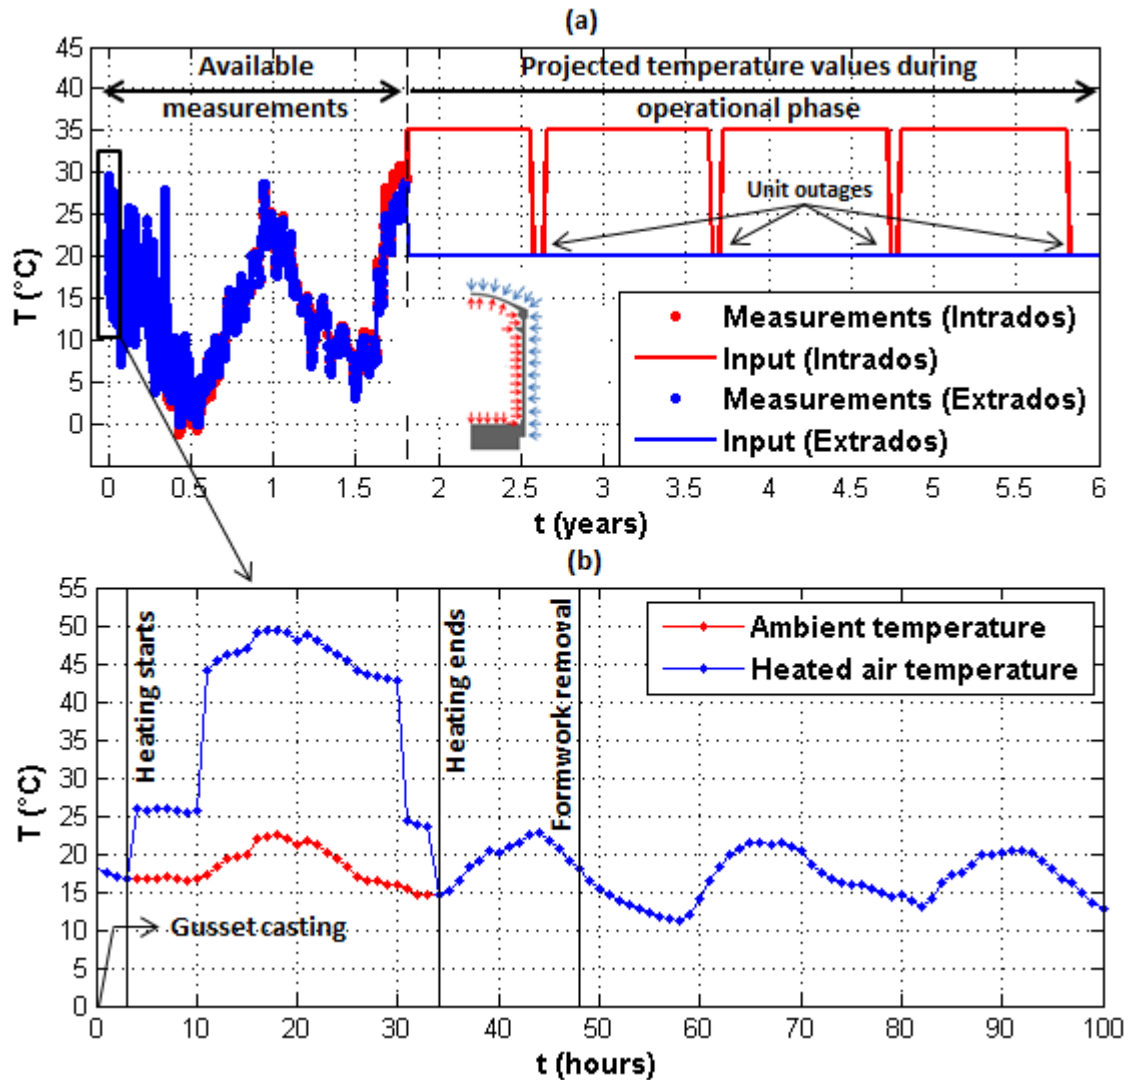 (a)
45
40
35
30
25
20
15
10
5
0
T (°C)
Available
measurements
Projected temperature values during
operational phase
Unit outages
Measurements (Intrados)
Input (Intrados)
Measurements (Extrados)
Input (Extrados)
0 0.5 1 1.5 2 2.5 3 3.5 4 4.5 5 5.5 6
t (years)
(b)
55
50
45
40
35
30
25
20
15
10
5
0
T (°C)
Heating starts
Heating ends
Formwork removal
Ambient temperature
Heated air temperature
Gusset casting
0 10 20 30 40 50 60 70 80 90 100
t (hours)